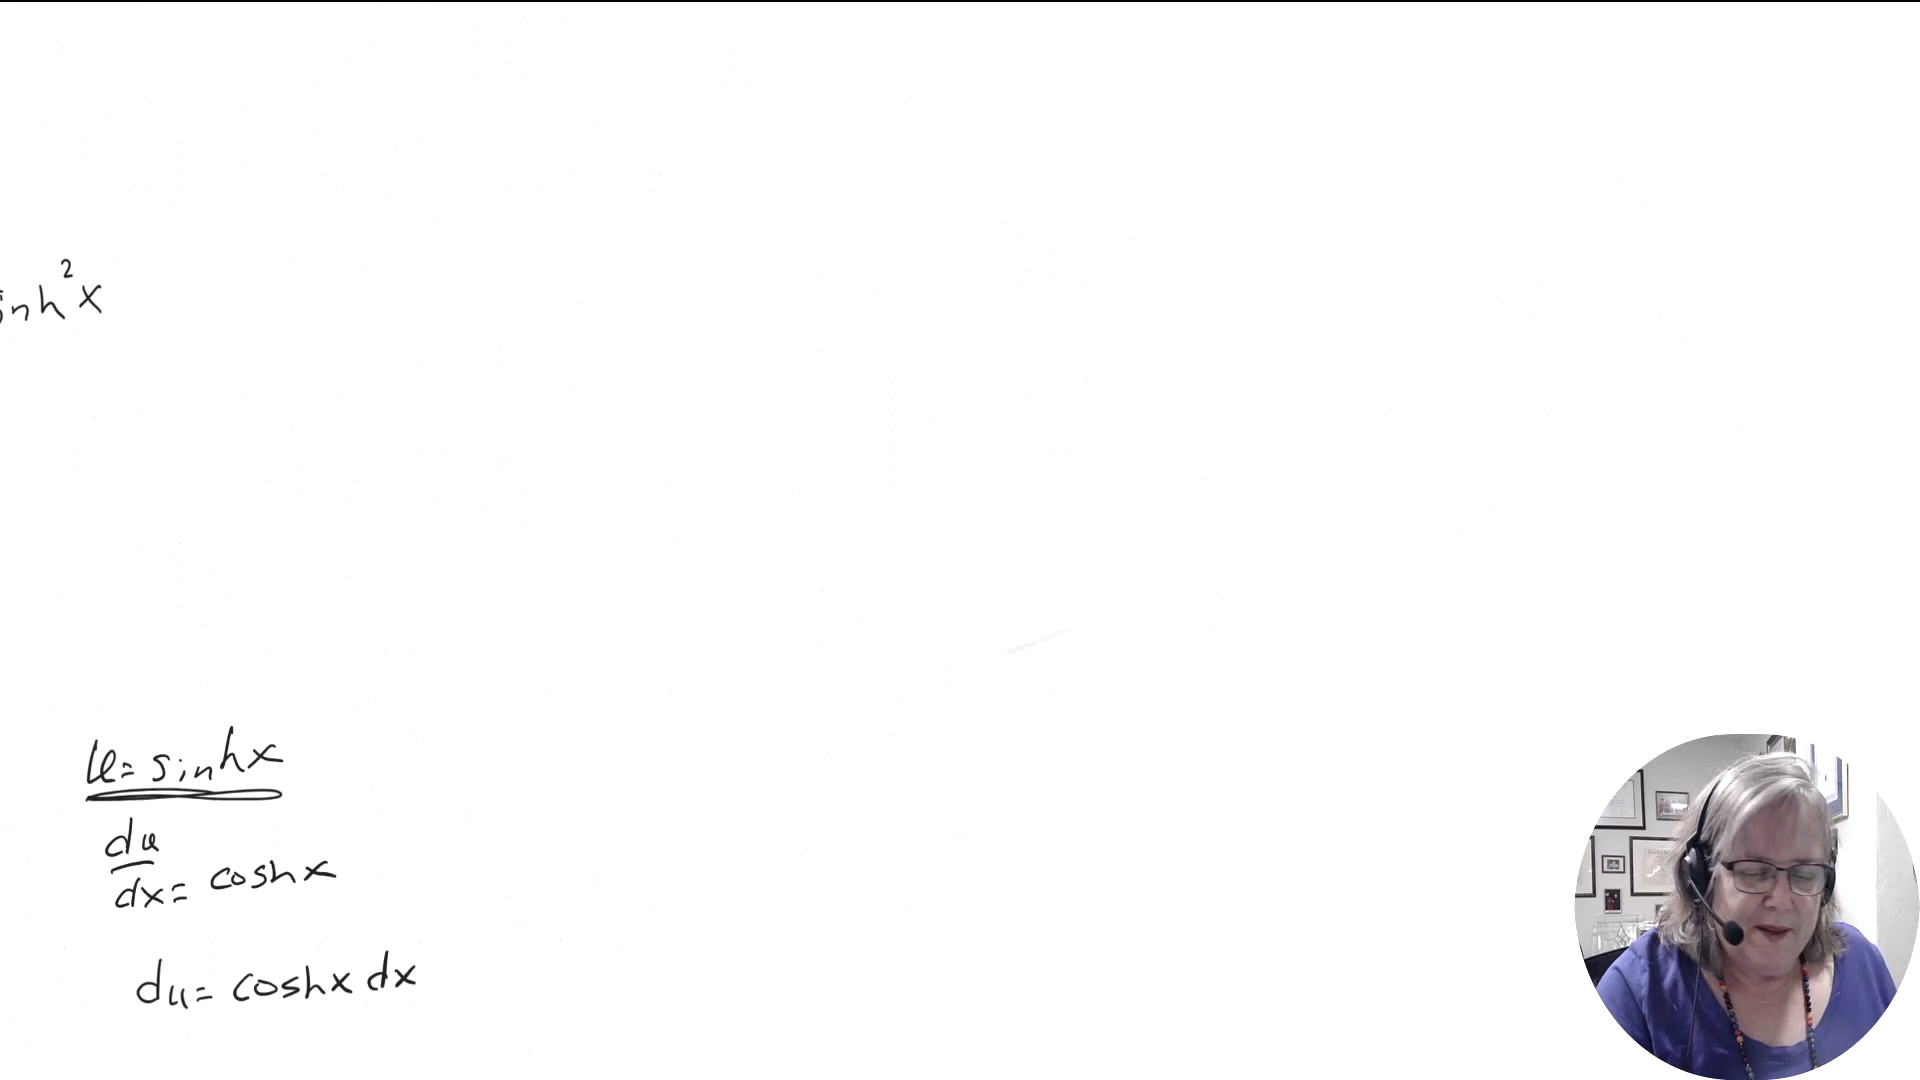 inh²x
u = sinhx
du
dx = coshx
du = coshx dx